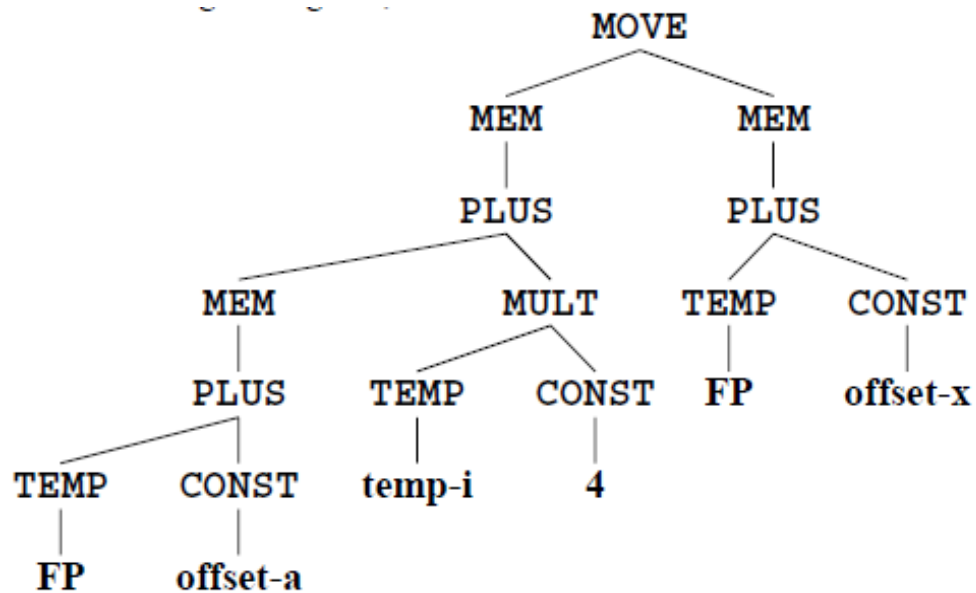 MOVE
MEM MEM
PLUS PLUS
MEM MULT TEMP CONST
PLUS TEMP CONST FP offset-x
TEMP CONST temp-i 4
FP offset-a